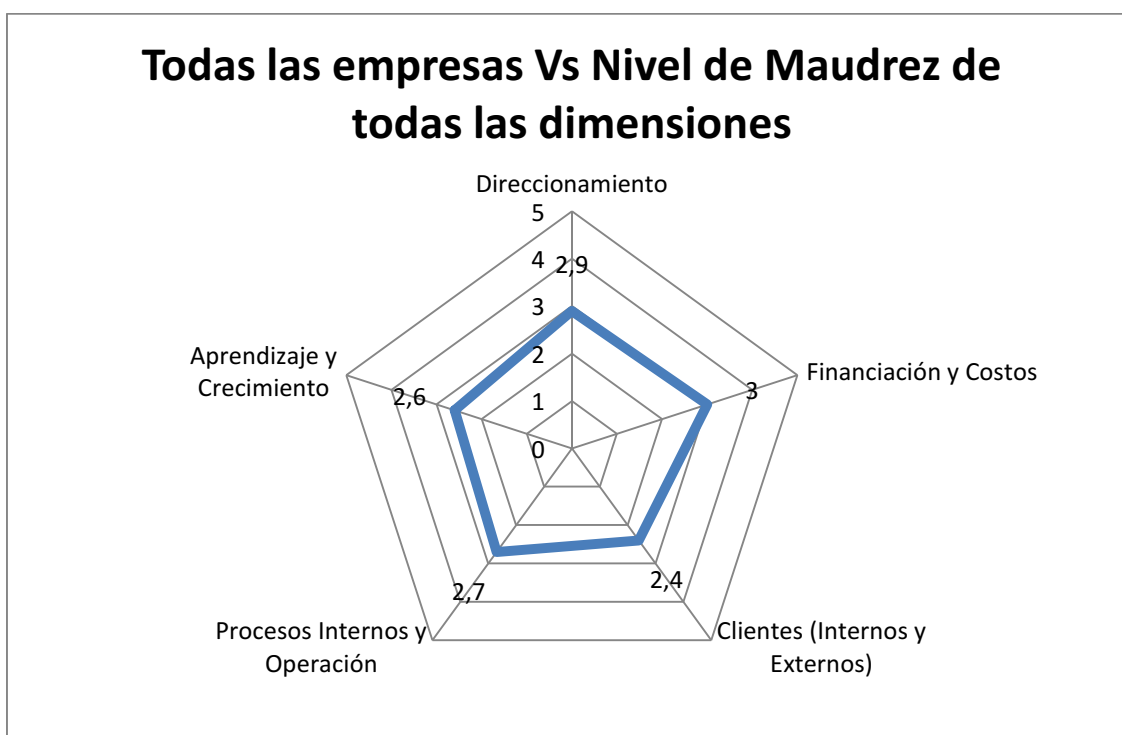 Todas las empresas Vs Nivel de Maudrez de
todas las dimensiones
Direccionamiento
5
4
2,9
3
2
1
0
Aprendizaje y
Crecimiento
2,6
Financiación y Costos
3
2,7
2,4
Procesos Internos y
Operación
Clientes (Internos y
Externos)